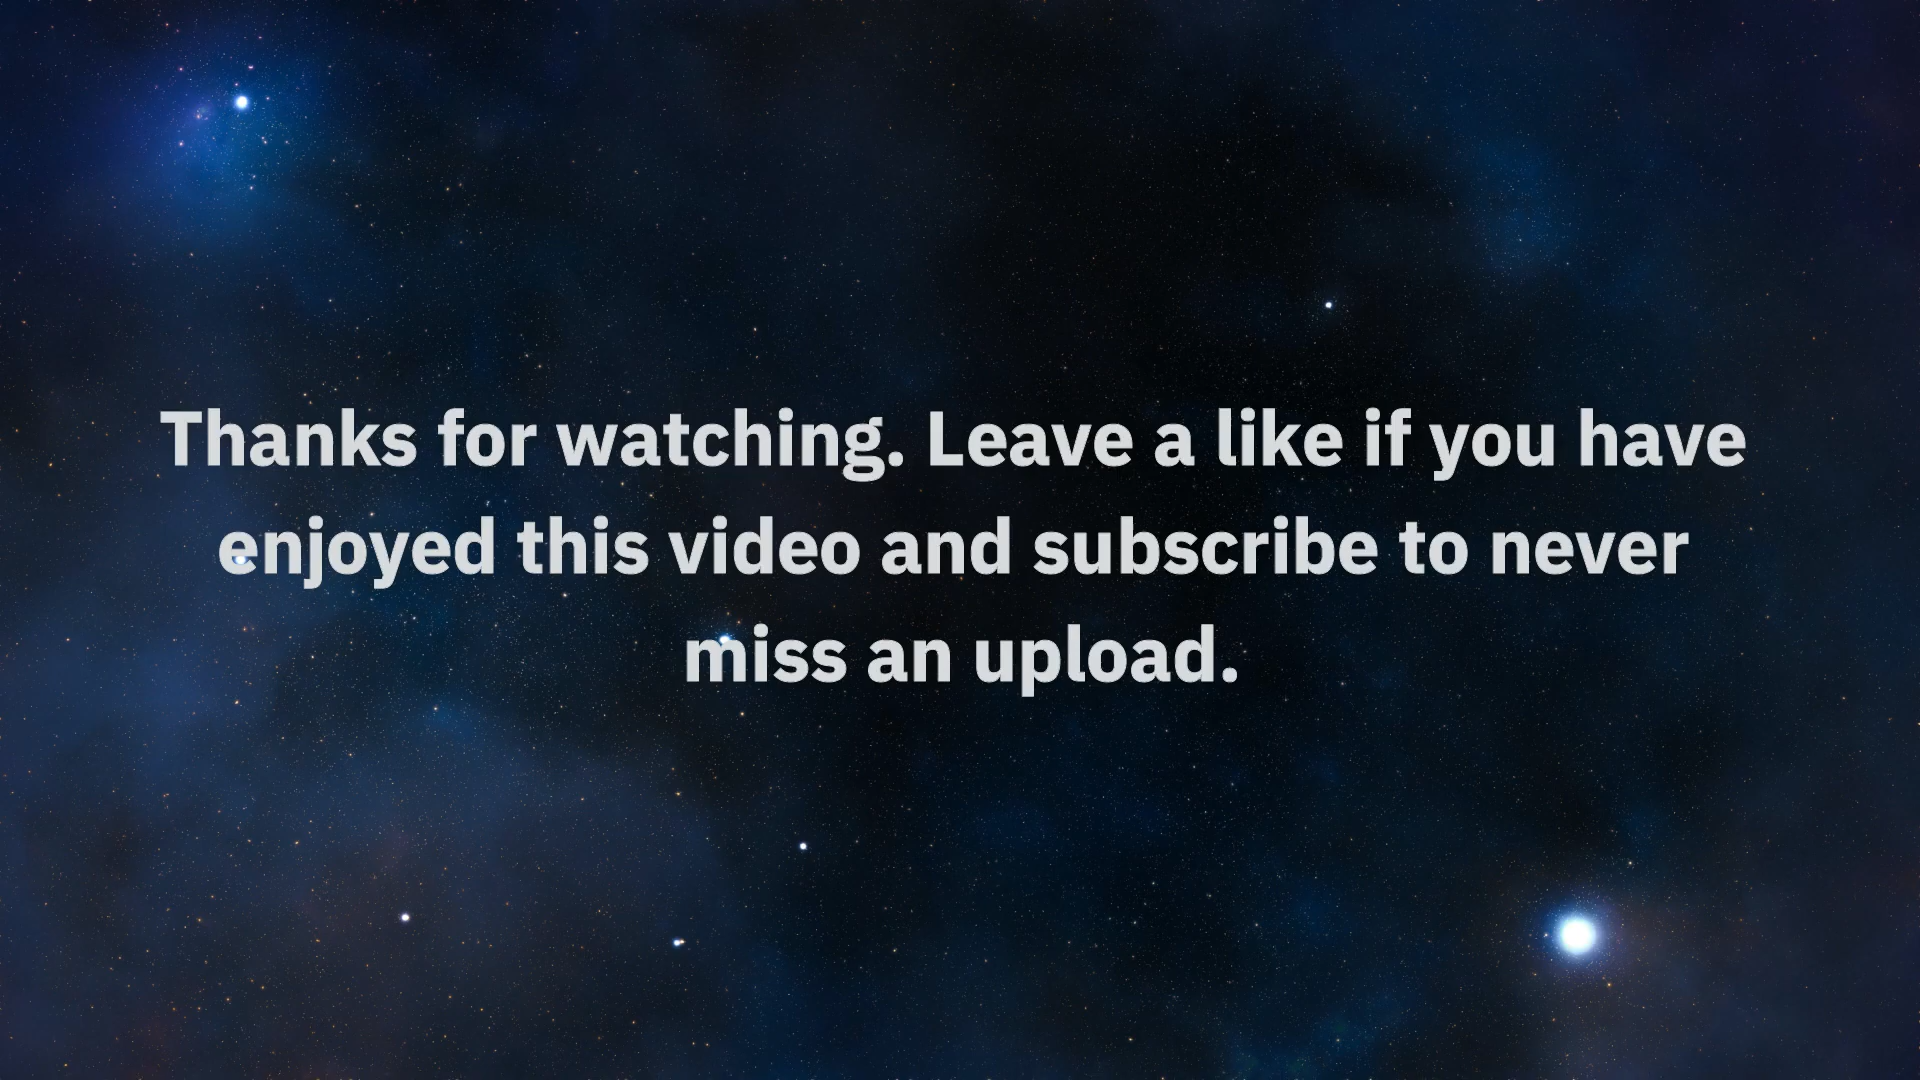 Thanks for watching. Leave a like if you have
enjoyed this video and subscribe to never
miss an upload.